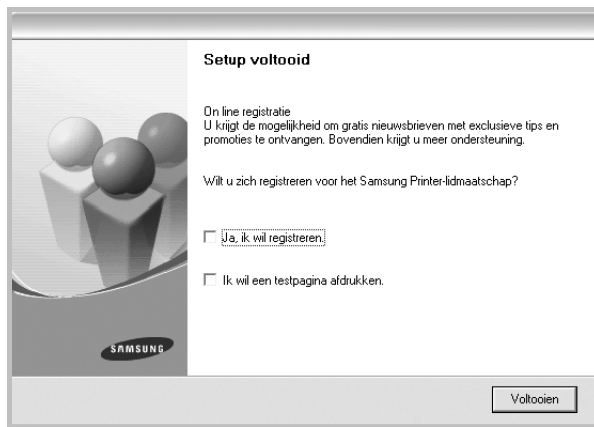 Setup voltooid
On line registratie
U krijgt de mogelijkheid om gratis nieuwsbrieven met exclusieve tips en
promoties te ontvangen. Bovendien krijgt u meer ondersteuning.
Wilt u zich registreren voor het Samsung Printer-lidmaatschap?
Ja, ik wil registreren.
Ik wil een testpagina afdrukken.
SAMSUNG
Voltooien